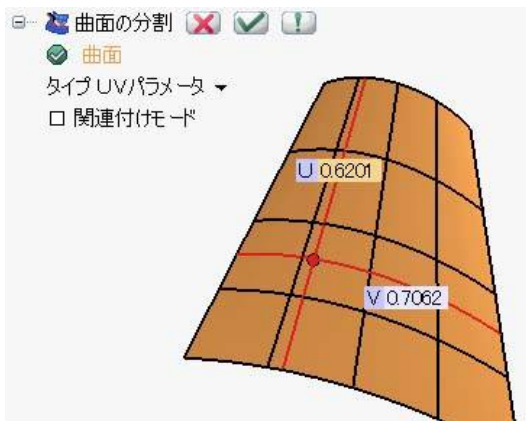 曲面の分割
曲面
タイプ UVパラメータ
関連付けモード
U 0.6201
V 0.7062